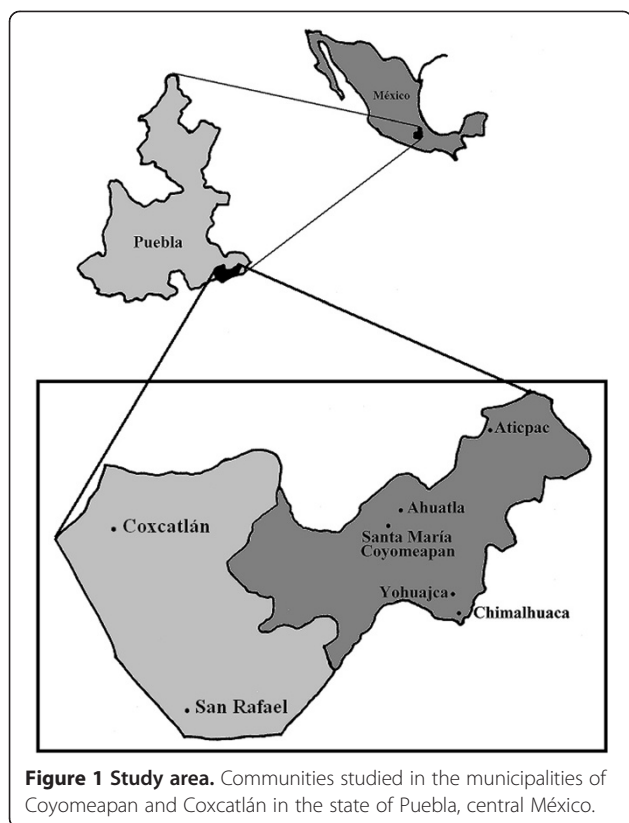 México
Puebla
Aticpac
Ahuatla
Coxcatlán
Santa María
Coyomeapan
Yohuajca
Chimalhuaca
San Rafael
Figure 1 Study area. Communities studied in the municipalities of
Coyomeapan and Coxcatlán in the state of Puebla, central México.